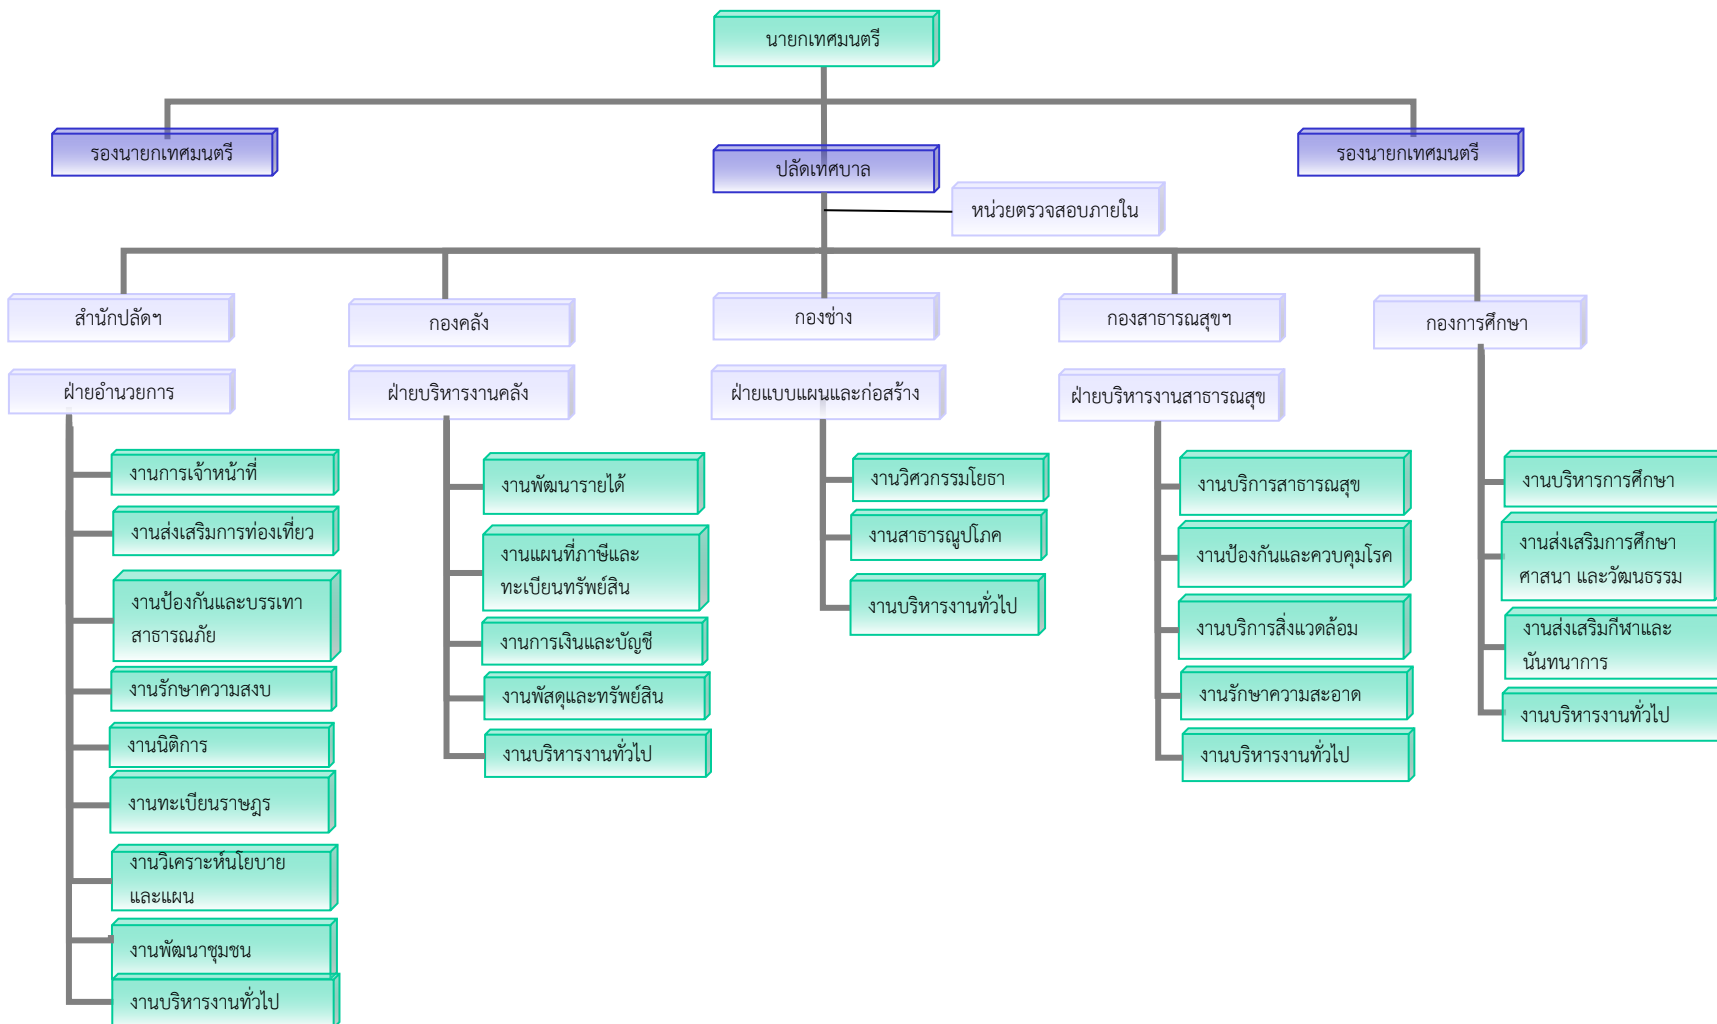 นายกเทศมนตรี
รองนายกเทศมนตรี
ปลัดเทศบาล
รองนายกเทศมนตรี
หน่วยตรวจสอบภายใน
สำนักปลัดฯ
กองคลัง
กองช่าง
กองสาธารณสุขฯ
กองการศึกษา
ฝ่ายอำนวยการ
ฝ่ายบริหารงานคลัง
ฝ่ายแบบแผนและก่อสร้าง
ฝ่ายบริหารงานสาธารณสุข
งานการเจ้าหน้าที่
งานส่งเสริมการท่องเที่ยว
งานป้องกันและบรรเทา
สาธารณภัย
งานรักษาความสงบ
งานนิติการ
งานทะเบียนราษฎร
งานวิเคราะห์นโยบาย
และแผน
งานพัฒนาชุมชน
งานบริหารงานทั่วไป
งานพัฒนารายได้
งานแผนที่ภาษีและ
ทะเบียนทรัพย์สิน
งานการเงินและบัญชี
งานพัสดุและทรัพย์สิน
งานบริหารงานทั่วไป
งานวิศวกรรมโยธา
งานสาธารณูปโภค
งานบริหารงานทั่วไป
งานบริการสาธารณสุข
งานป้องกันและควบคุมโรค
งานบริการสิ่งแวดล้อม
งานรักษาความสะอาด
งานบริหารงานทั่วไป
งานบริหารการศึกษา
งานส่งเสริมการศึกษา
ศาสนา และวัฒนธรรม
งานส่งเสริมกีฬาและ
นันทนาการ
งานบริหารงานทั่วไป